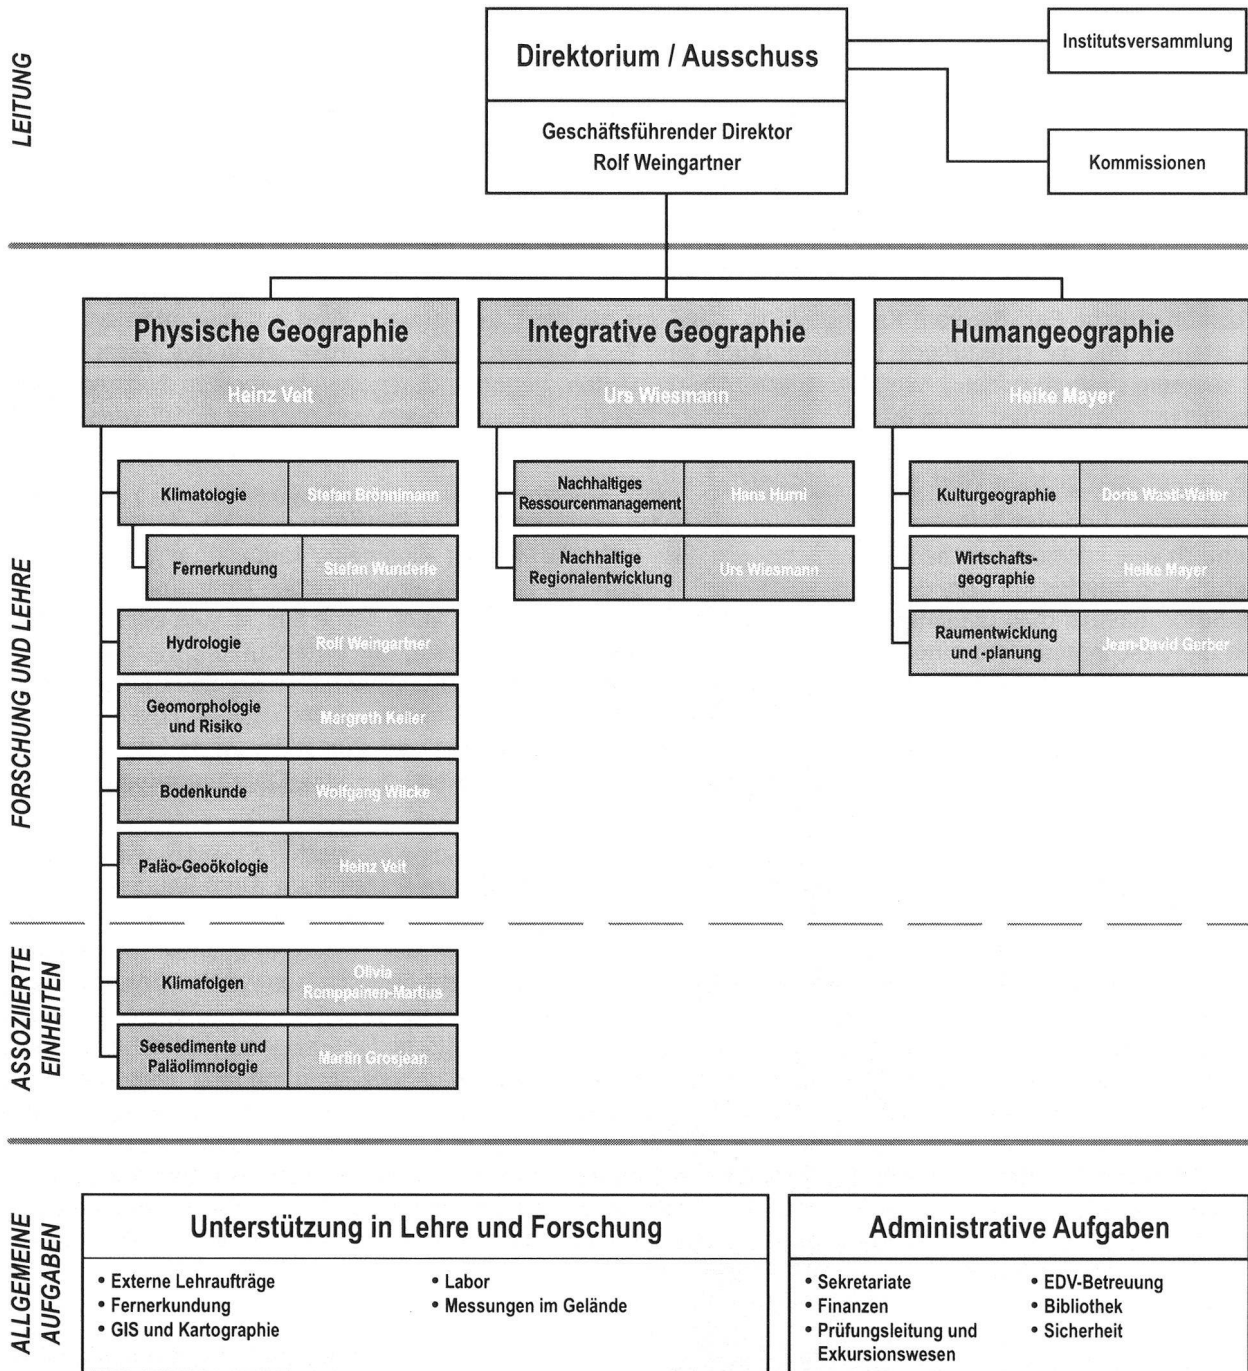 LEITUNG
Direktorium / Ausschuss
Geschäftsführender Direktor
Rolf Weingartner
Institutsversammlung
Kommissionen
FORSCHUNG UND LEHRE
Physische Geographie
Heinz Veit
Klimatologie
Stefan Brönnimann
Fernerkundung
Stefan Wunderle
Hydrologie
Rolf Weingartner
Geomorphologie
und Risiko
Margreth Keiler
Bodenkunde
Wolfgang Wilcke
Paläo-Geoökologie
Heinz Veit
Integrative Geographie
Urs Wiesmann
Nachhaltiges
Ressourcenmanagement
Hans Hurni
Nachhaltige
Regionalentwicklung
Urs Wiesmann
Humangeographie
Heike Mayer
Kulturgeographie
Doris Wastl-Walter
Wirtschafts-
geographie
Heike Mayer
Raumentwicklung
und -planung
Jean-David Gerber
ASSOZIIERTE
EINHEITEN
Klimafolgen
Olivia
Romppainen-Martius
Seesedimente und
Paläolimnologie
Martin Grosjean
ALLGEMEINE
AUFGABEN
Unterstützung in Lehre und Forschung
• Externe Lehraufträge
• Fernerkundung
• GIS und Kartographie
• Labor
• Messungen im Gelände
Administrative Aufgaben
• Sekretariate
• Finanzen
• Prüfungsleitung und
Exkursionswesen
• EDV-Betreuung
• Bibliothek
• Sicherheit